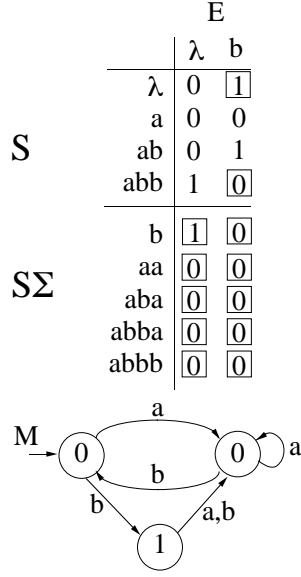 E
λ b
λ 0 1
a 0 0
S ab 0 1
abb 1 0
b 1 0
aa 0 0
SΣ aba 0 0
abba 0 0
abbb 0 0
a
M 0 0 a
b
b a,b
1